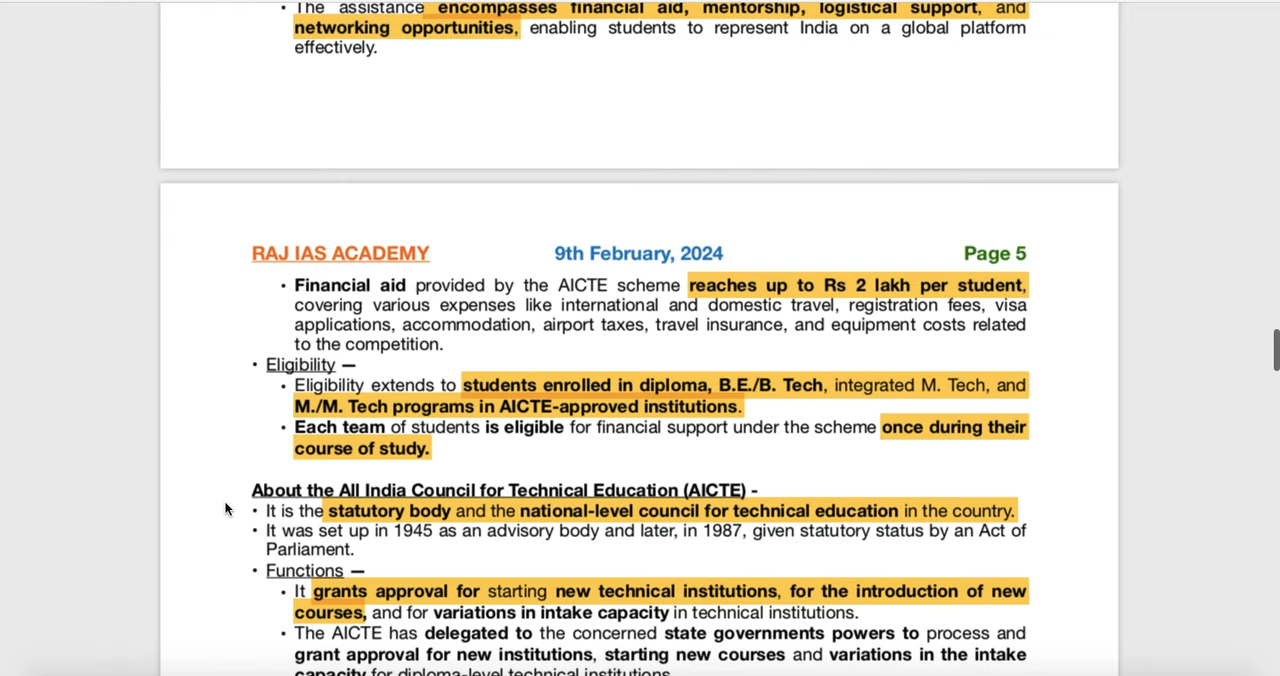 • The assistance encompasses financial aid, mentorship, logistical support, and
networking opportunities, enabling students to represent India on a global platform
effectively.
RAJ IAS ACADEMY 9th February, 2024 Page 5
• Financial aid provided by the AICTE scheme reaches up to Rs 2 lakh per student,
covering various expenses like international and domestic travel, registration fees, visa
applications, accommodation, airport taxes, travel insurance, and equipment costs related
to the competition.
• Eligibility —
• Eligibility extends to students enrolled in diploma, B.E./B. Tech, integrated M. Tech, and
M./M. Tech programs in AICTE-approved institutions.
• Each team of students is eligible for financial support under the scheme once during their
course of study.
About the All India Council for Technical Education (AICTE) -
• It is the statutory body and the national-level council for technical education in the country.
• It was set up in 1945 as an advisory body and later, in 1987, given statutory status by an Act of
Parliament.
• Functions —
• It grants approval for starting new technical institutions, for the introduction of new
courses, and for variations in intake capacity in technical institutions.
• The AICTE has delegated to the concerned state governments powers to process and
grant approval for new institutions, starting new courses and variations in the intake
capacity for diploma-level technical institutions.